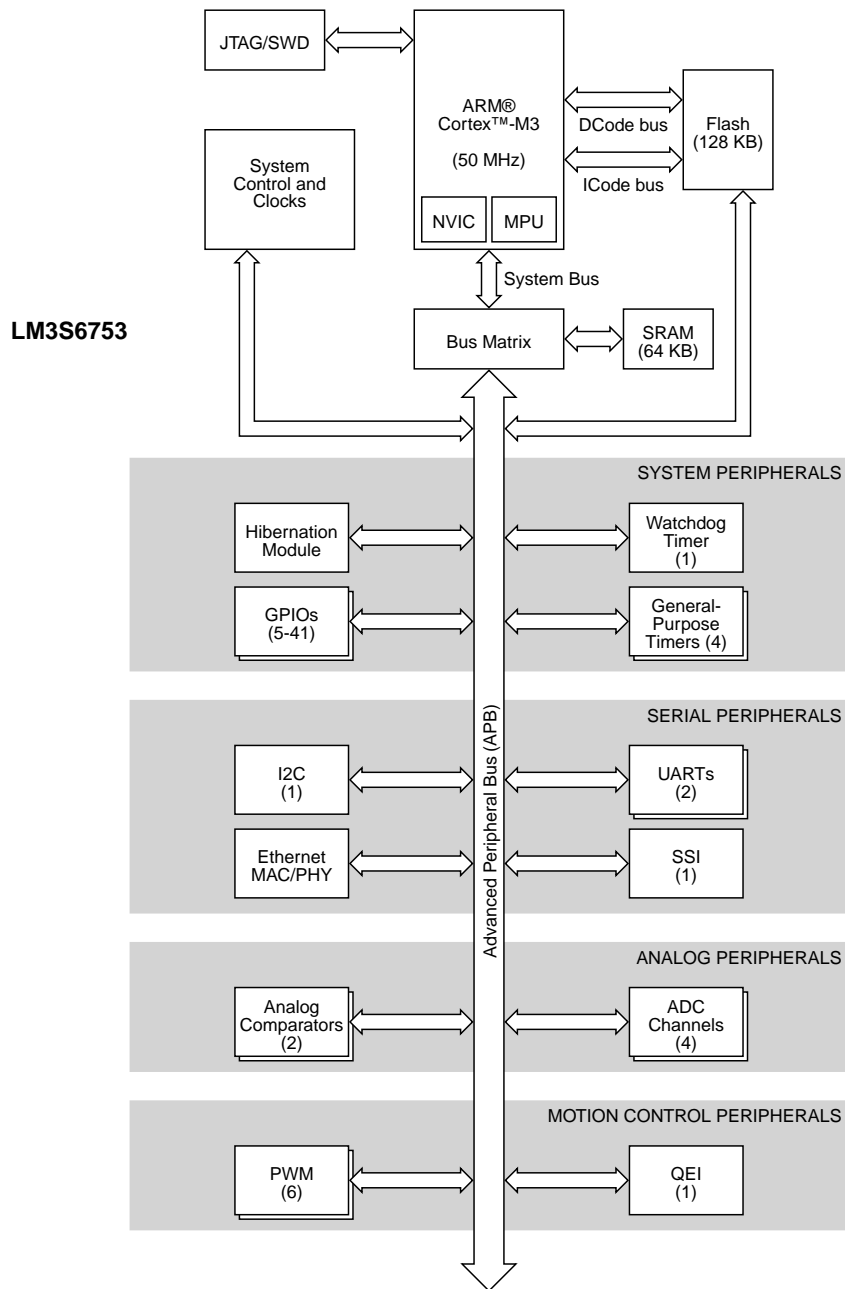 JTAG/SWD
ARM®
Cortex™-M3
(50 MHz)
NVIC
MPU
DCode bus
ICode bus
Flash
(128 KB)
System
Control and
Clocks
System Bus
LM3S6753
Bus Matrix
SRAM
(64 KB)
SYSTEM PERIPHERALS
Hibernation
Module
Watchdog
Timer
(1)
GPIOs
(5-41)
General-
Purpose
Timers (4)
Advanced Peripheral Bus (APB)
SERIAL PERIPHERALS
I2C
(1)
UARTs
(2)
Ethernet
MAC/PHY
SSI
(1)
ANALOG PERIPHERALS
Analog
Comparators
(2)
ADC
Channels
(4)
MOTION CONTROL PERIPHERALS
PWM
(6)
QEI
(1)